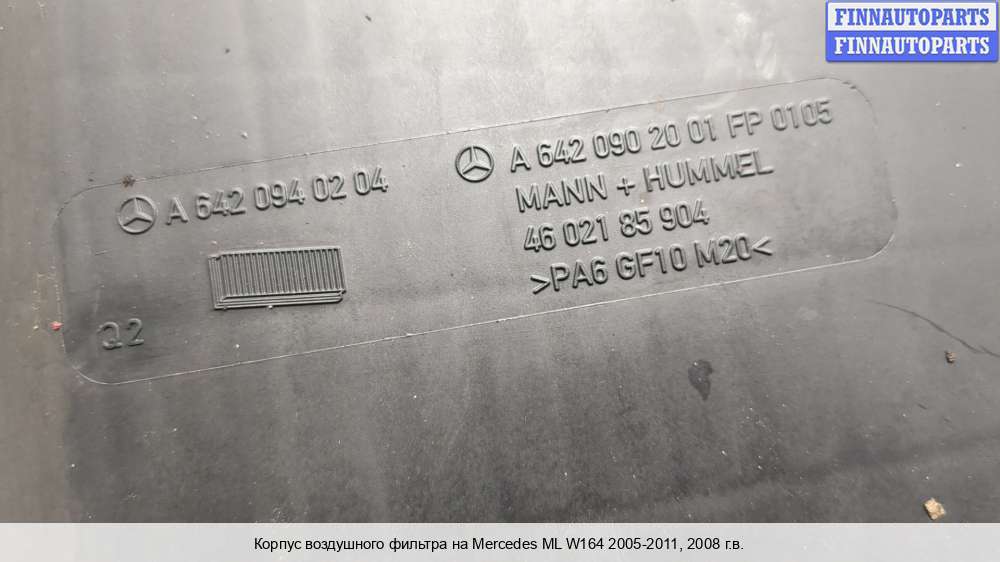 FINNAUTOPARTS
FINNAUTOPARTS
A 642 094 02 04
Q2
A 642 090 20 01 FP 0105
MANN + HUMMEL
46 021 85 904
>PA6 GF10 M20<
Корпус воздушного фильтра на Mercedes ML W164 2005-2011, 2008 г.в.